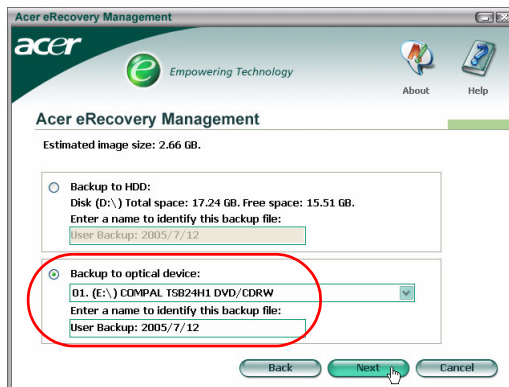 Acer eRecovery Management
acer
e Empowering Technology
About
Help
Acer eRecovery Management
Estimated image size: 2.66 GB.
Backup to HDD:
Disk (D:\) Total space: 17.24 GB. Free space: 15.51 GB.
Enter a name to identify this backup file:
User Backup: 2005/7/12
Backup to optical device:
01. (E:\) COMPAL TSB24H1 DVD/CDRW
Enter a name to identify this backup file:
User Backup: 2005/7/12
Back
Next
Cancel